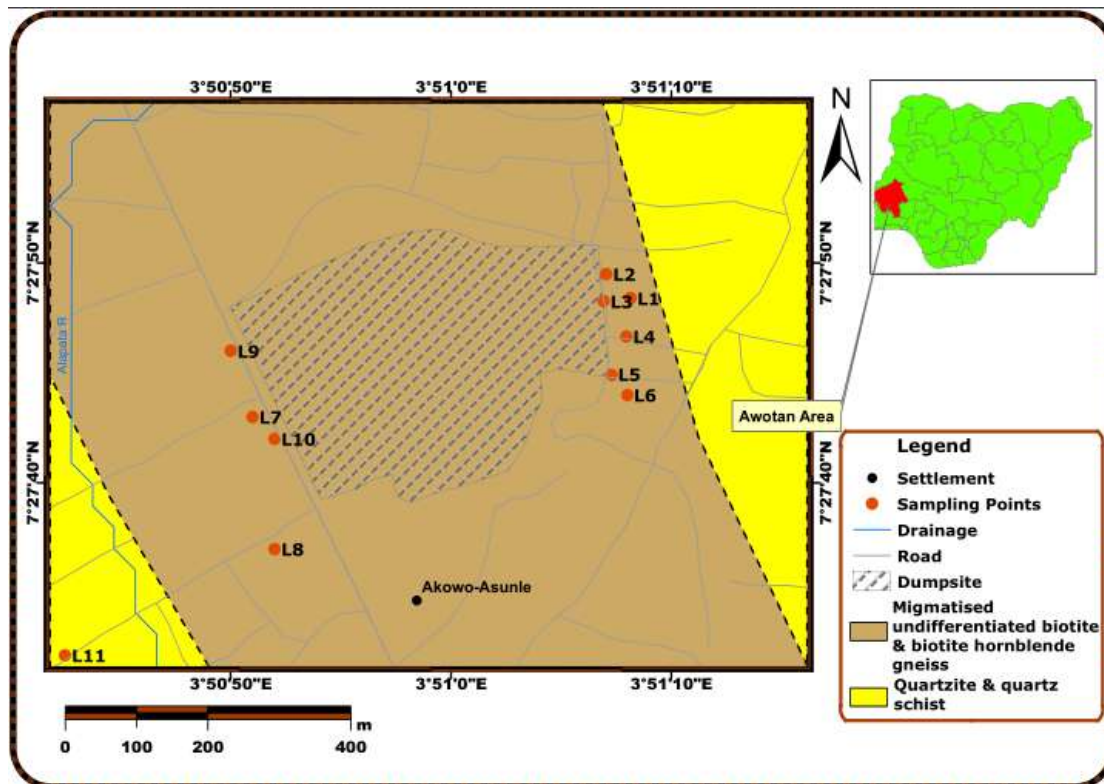 3°50'50"E
3°51'0"E
3°51'10"E
N
7°27'50"N
7°27'50"N
L2
L3
L1
L4
Alapata R
L9
L5
L6
L7
Awotan Area
L10
7°27'40"N
7°27'40"N
L8
Akowo-Asunle
L11
3°50'50"E
3°51'0"E
3°51'10"E
0
100
200
400
m
Legend
Settlement
Sampling Points
Drainage
Road
Dumpsite
Migmatised
undifferentiated biotite
& biotite hornblende
gneiss
Quartzite & quartz
schist